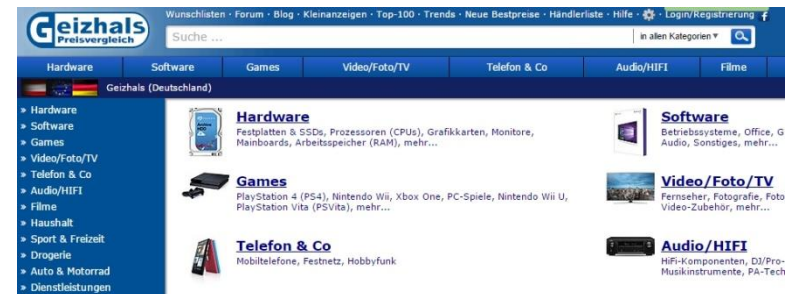 Geizhals
Preisvergleich
Wunschlisten · Forum · Blog · Kleinanzeigen · Top-100 · Trends · Neue Bestpreise · Händlerliste · Hilfe · Login/Registrierung
Suche ...
in allen Kategorien ▼
Hardware Software Games Video/Foto/TV Telefon & Co Audio/HIFI Filme
Geizhals (Deutschland)
» Hardware
» Software
» Games
» Video/Foto/TV
» Telefon & Co
» Audio/HIFI
» Filme
» Haushalt
» Sport & Freizeit
» Drogerie
» Auto & Motorrad
» Dienstleistungen
Hardware
Festplatten & SSDs, Prozessoren (CPUs), Grafikkarten, Monitore,
Mainboards, Arbeitsspeicher (RAM), mehr...
Software
Betriebssysteme, Office, G
Audio, Sonstiges, mehr...
Games
PlayStation 4 (PS4), Nintendo Wii, Xbox One, PC-Spiele, Nintendo Wii U,
PlayStation Vita (PSVita), mehr...
Video/Foto/TV
Fernseher, Fotografie, Foto
Video-Zubehör, mehr...
Telefon & Co
Mobiltelefone, Festnetz, Hobbyfunk
Audio/HIFI
HiFi-Komponenten, DJ/Pro-
Musikinstrumente, PA-Tech